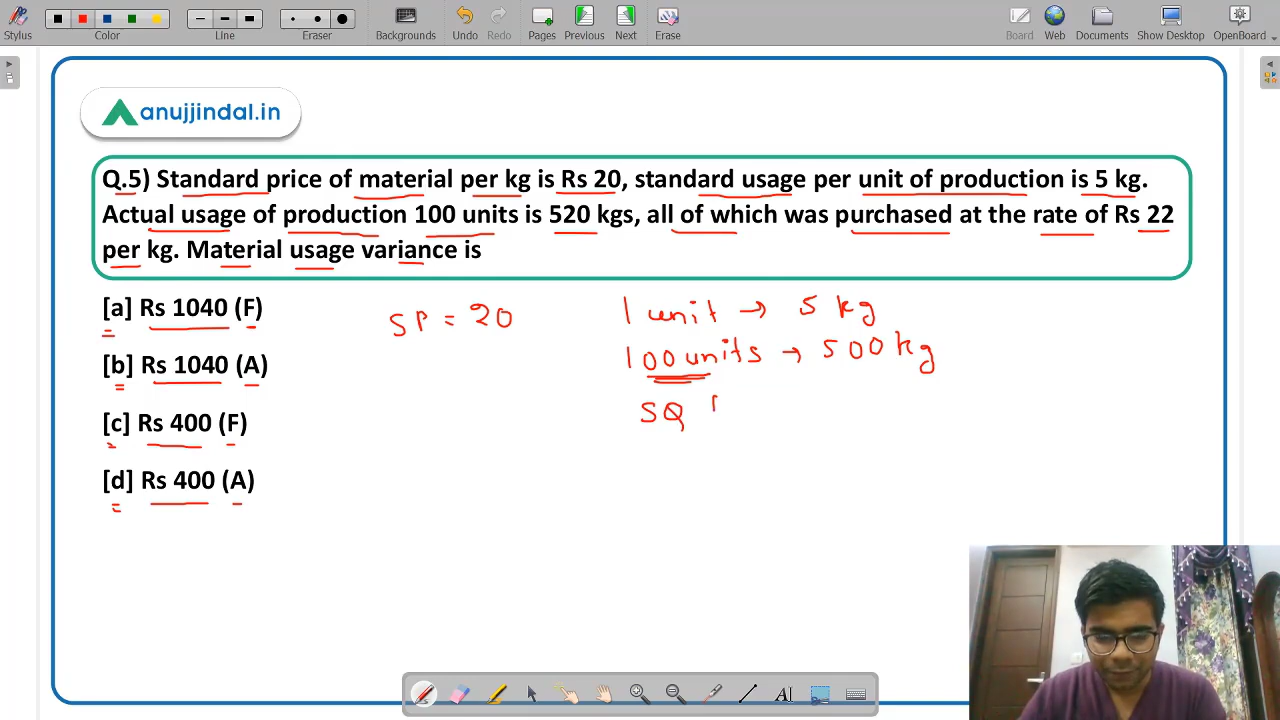 Stylus
Color
Line
Eraser
Backgrounds
Undo
Redo
Pages
Previous
Next
Erase
Board
Web
Documents
Show Desktop
OpenBoard
anujjindal.in
Q.5) Standard price of material per kg is Rs 20, standard usage per unit of production is 5 kg.
Actual usage of production 100 units is 520 kgs, all of which was purchased at the rate of Rs 22
per kg. Material usage variance is
[a] Rs 1040 (F)
[b] Rs 1040 (A)
[c] Rs 400 (F)
[d] Rs 400 (A)
SP = 20
1 unit → 5 kg
100 units → 500 kg
SQ
AI